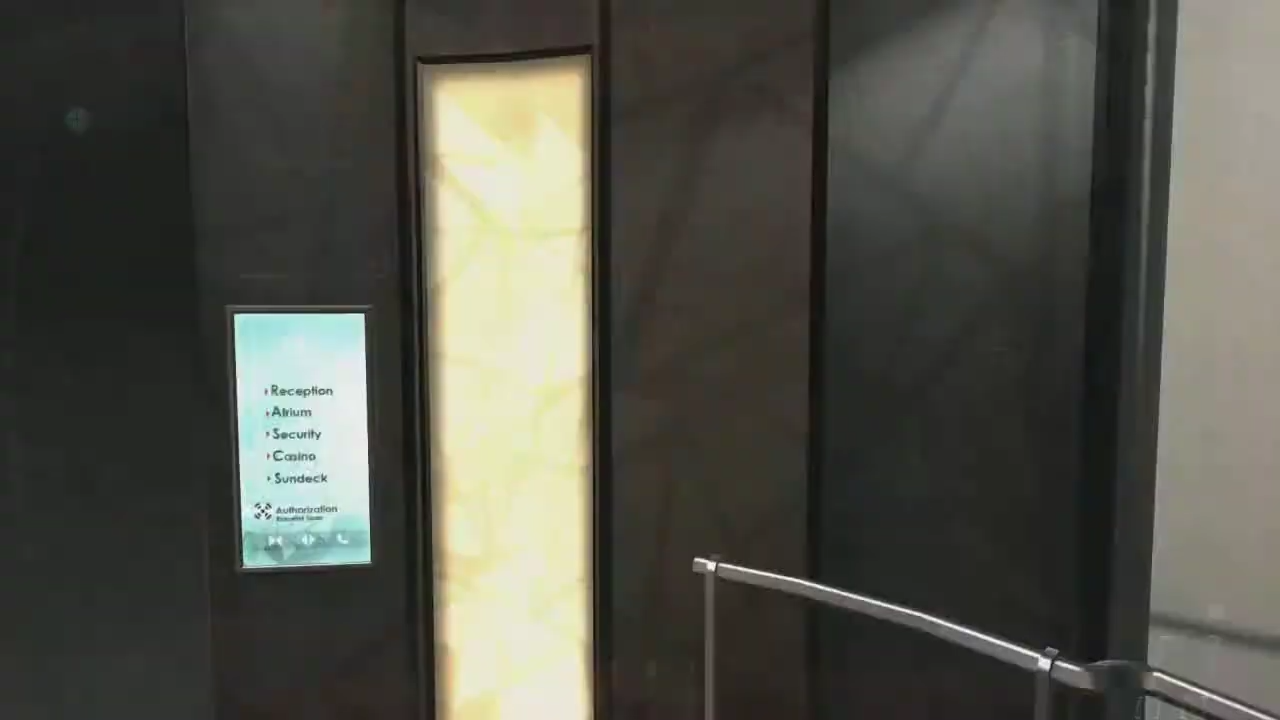 Reception
Atrium
Security
Casino
Sundeck
Authorization